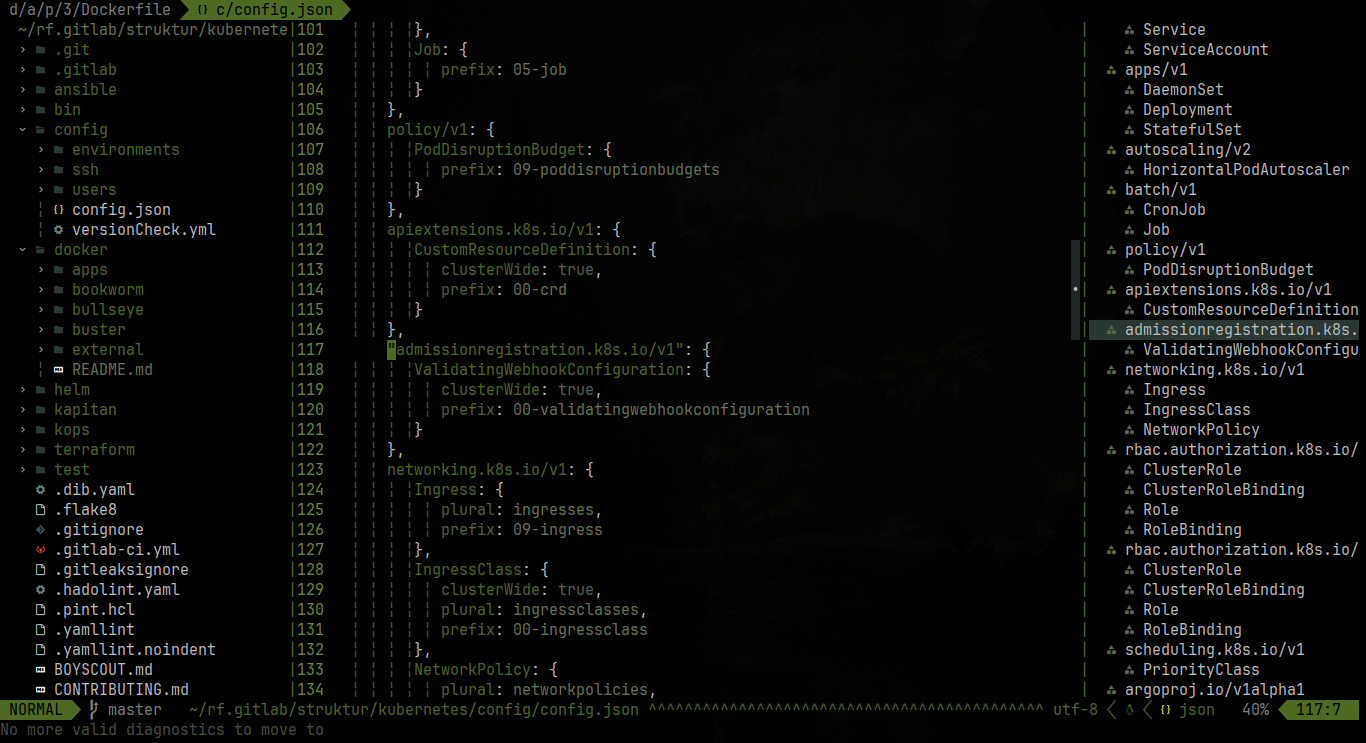 d/a/p/3/Dockerfile {} c/config.json
~/rf.gitlab/struktur/kubernete
› .git
› .gitlab
› ansible
› bin
⌄ config
› environments
› ssh
› users
{} config.json
versionCheck.yml
⌄ docker
› apps
› bookworm
› bullseye
› buster
› external
README.md
› helm
› kapitan
› kops
› terraform
› test
.dib.yaml
.flake8
.gitignore
.gitlab-ci.yml
.gitleaksignore
.hadolint.yaml
.pint.hcl
.yamllint
.yamllint.noindent
BOYSCOUT.md
CONTRIBUTING.md
101 },
102 Job: {
103 prefix: 05-job
104 }
105 },
106 policy/v1: {
107 PodDisruptionBudget: {
108 prefix: 09-poddisruptionbudgets
109 }
110 },
111 apiextensions.k8s.io/v1: {
112 CustomResourceDefinition: {
113 clusterWide: true,
114 prefix: 00-crd
115 }
116 },
117 "admissionregistration.k8s.io/v1": {
118 ValidatingWebhookConfiguration: {
119 clusterWide: true,
120 prefix: 00-validatingwebhookconfiguration
121 }
122 },
123 networking.k8s.io/v1: {
124 Ingress: {
125 plural: ingresses,
126 prefix: 09-ingress
127 },
128 IngressClass: {
129 clusterWide: true,
130 plural: ingressclasses,
131 prefix: 00-ingressclass
132 },
133 NetworkPolicy: {
134 plural: networkpolicies,
Service
ServiceAccount
apps/v1
DaemonSet
Deployment
StatefulSet
autoscaling/v2
HorizontalPodAutoscaler
batch/v1
CronJob
Job
policy/v1
PodDisruptionBudget
apiextensions.k8s.io/v1
CustomResourceDefinition
admissionregistration.k8s.
ValidatingWebhookConfigu
networking.k8s.io/v1
Ingress
IngressClass
NetworkPolicy
rbac.authorization.k8s.io/
ClusterRole
ClusterRoleBinding
Role
RoleBinding
rbac.authorization.k8s.io/
ClusterRole
ClusterRoleBinding
Role
RoleBinding
scheduling.k8s.io/v1
PriorityClass
argoproj.io/v1alpha1
NORMAL master ~/rf.gitlab/struktur/kubernetes/config/config.json ^^^^^^^^^^^^^^^^^^^^^^^^^^^^^^^^^^^^^^^^^^^^ utf-8 {} json 40% 117:7
No more valid diagnostics to move to